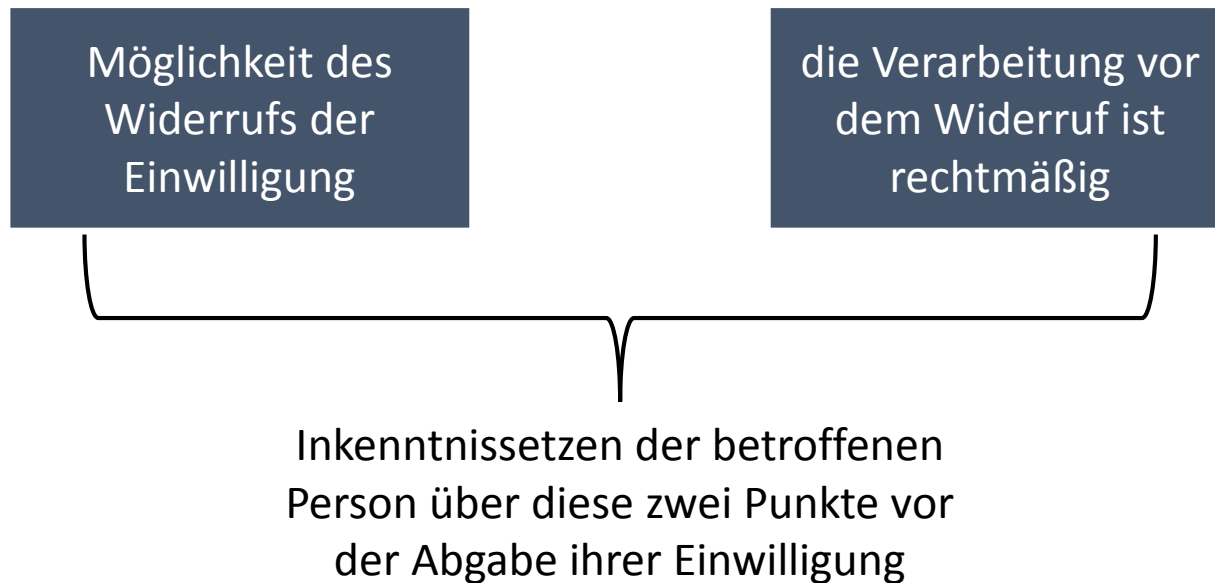 Möglichkeit des
Widerrufs der
Einwilligung
die Verarbeitung vor
dem Widerruf ist
rechtmäßig
Inkenntnissetzen der betroffenen
Person über diese zwei Punkte vor
der Abgabe ihrer Einwilligung